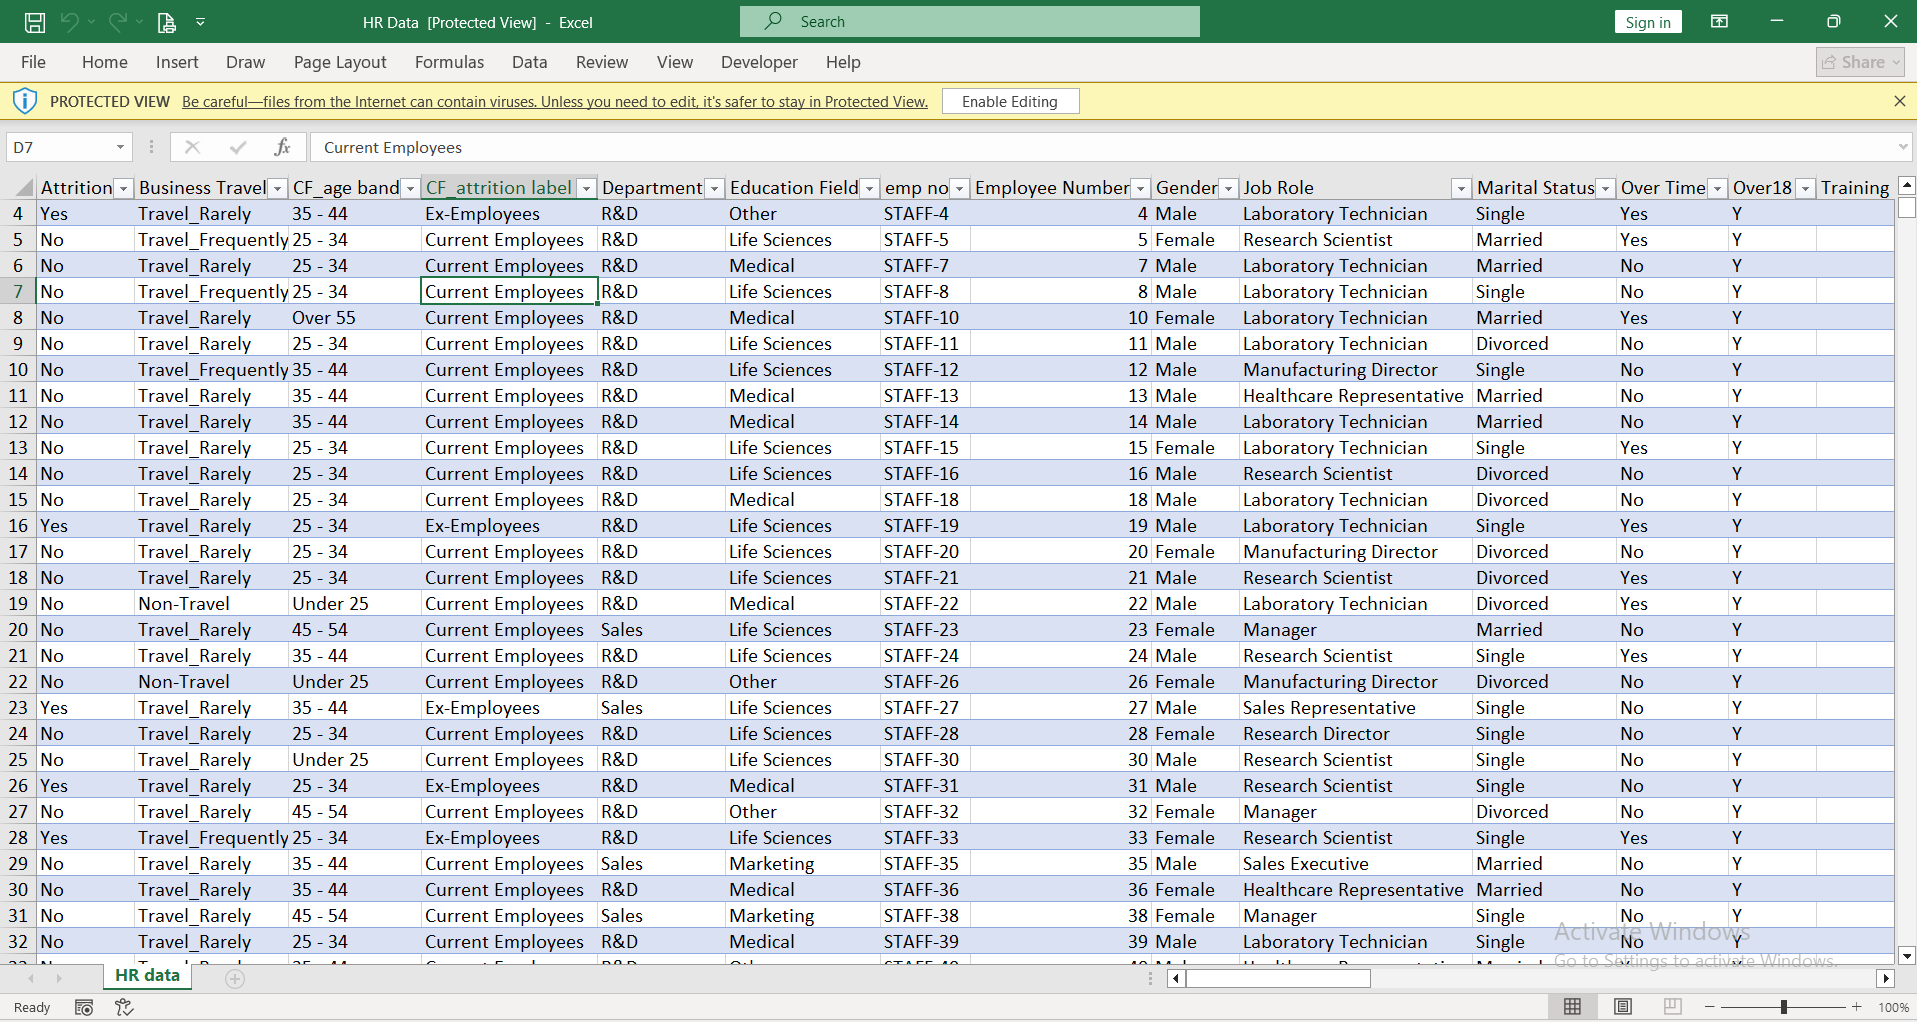 HR Data [Protected View] - Excel
Search
Sign in
File Home Insert Draw Page Layout Formulas Data Review View Developer Help
Share
PROTECTED VIEW Be careful—files from the Internet can contain viruses. Unless you need to edit, it's safer to stay in Protected View. Enable Editing
D7 fx Current Employees
Attrition Business Travel CF_age band CF_attrition label Department Education Field emp no Employee Number Gender Job Role Marital Status Over Time Over18 Training
4 Yes Travel_Rarely 35 - 44 Ex-Employees R&D Other STAFF-4 4 Male Laboratory Technician Single Yes Y
5 No Travel_Frequently 25 - 34 Current Employees R&D Life Sciences STAFF-5 5 Female Research Scientist Married Yes Y
6 No Travel_Rarely 25 - 34 Current Employees R&D Medical STAFF-7 7 Male Laboratory Technician Married No Y
7 No Travel_Frequently 25 - 34 Current Employees R&D Life Sciences STAFF-8 8 Male Laboratory Technician Single No Y
8 No Travel_Rarely Over 55 Current Employees R&D Medical STAFF-10 10 Female Laboratory Technician Married Yes Y
9 No Travel_Rarely 25 - 34 Current Employees R&D Life Sciences STAFF-11 11 Male Laboratory Technician Divorced No Y
10 No Travel_Frequently 35 - 44 Current Employees R&D Life Sciences STAFF-12 12 Male Manufacturing Director Single No Y
11 No Travel_Rarely 35 - 44 Current Employees R&D Medical STAFF-13 13 Male Healthcare Representative Married No Y
12 No Travel_Rarely 35 - 44 Current Employees R&D Medical STAFF-14 14 Male Laboratory Technician Married No Y
13 No Travel_Rarely 25 - 34 Current Employees R&D Life Sciences STAFF-15 15 Female Laboratory Technician Single Yes Y
14 No Travel_Rarely 25 - 34 Current Employees R&D Life Sciences STAFF-16 16 Male Research Scientist Divorced No Y
15 No Travel_Rarely 25 - 34 Current Employees R&D Medical STAFF-18 18 Male Laboratory Technician Divorced No Y
16 Yes Travel_Rarely 25 - 34 Ex-Employees R&D Life Sciences STAFF-19 19 Male Laboratory Technician Single Yes Y
17 No Travel_Rarely 25 - 34 Current Employees R&D Life Sciences STAFF-20 20 Female Manufacturing Director Divorced No Y
18 No Travel_Rarely 25 - 34 Current Employees R&D Life Sciences STAFF-21 21 Male Research Scientist Divorced Yes Y
19 No Non-Travel Under 25 Current Employees R&D Medical STAFF-22 22 Male Laboratory Technician Divorced Yes Y
20 No Travel_Rarely 45 - 54 Current Employees Sales Life Sciences STAFF-23 23 Female Manager Married No Y
21 No Travel_Rarely 35 - 44 Current Employees R&D Life Sciences STAFF-24 24 Male Research Scientist Single Yes Y
22 No Non-Travel Under 25 Current Employees R&D Other STAFF-26 26 Female Manufacturing Director Divorced No Y
23 Yes Travel_Rarely 35 - 44 Ex-Employees Sales Life Sciences STAFF-27 27 Male Sales Representative Single No Y
24 No Travel_Rarely 25 - 34 Current Employees R&D Life Sciences STAFF-28 28 Female Research Director Single No Y
25 No Travel_Rarely Under 25 Current Employees R&D Life Sciences STAFF-30 30 Male Research Scientist Single No Y
26 Yes Travel_Rarely 25 - 34 Ex-Employees R&D Medical STAFF-31 31 Male Research Scientist Single No Y
27 No Travel_Rarely 45 - 54 Current Employees R&D Other STAFF-32 32 Female Manager Divorced No Y
28 Yes Travel_Frequently 25 - 34 Ex-Employees R&D Life Sciences STAFF-33 33 Female Research Scientist Single Yes Y
29 No Travel_Rarely 35 - 44 Current Employees Sales Marketing STAFF-35 35 Male Sales Executive Married No Y
30 No Travel_Rarely 35 - 44 Current Employees R&D Medical STAFF-36 36 Female Healthcare Representative Married No Y
31 No Travel_Rarely 45 - 54 Current Employees Sales Marketing STAFF-38 38 Female Manager Single No Y
32 No Travel_Rarely 25 - 34 Current Employees R&D Medical STAFF-39 39 Male Laboratory Technician Single No Y
Activate Windows
Go to Settings to activate Windows.
HR data
Ready
100%